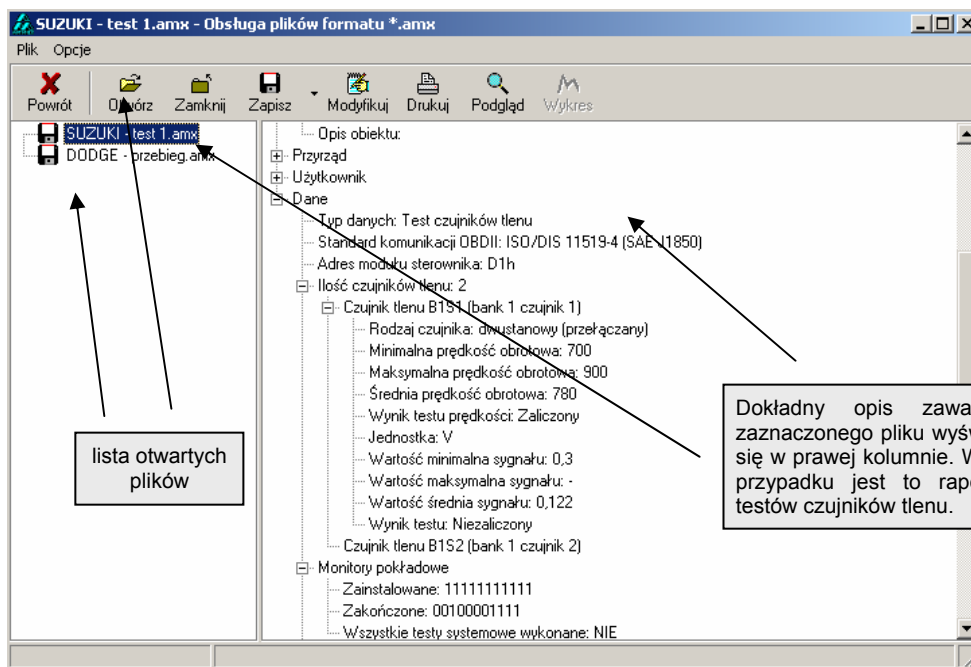 SUZUKI - test 1.amx - Obsługa plików formatu *.amx
Plik Opcje
Powrót Otwórz Zamknij Zapisz Modyfikuj Drukuj Podgląd Wykres
SUZUKI - test 1.amx
DODGE - przebieg.amx
Opis obiektu:
Przyrząd
Użytkownik
Dane
Typ danych: Test czujników tlenu
Standard komunikacji OBDII: ISO/DIS 11519-4 (SAE J1850)
Adres modułu sterownika: D1h
Ilość czujników tlenu: 2
Czujnik tlenu B1S1 (bank 1 czujnik 1)
Rodzaj czujnika: dwustanowy (przełączany)
Minimalna prędkość obrotowa: 700
Maksymalna prędkość obrotowa: 900
Średnia prędkość obrotowa: 780
Wynik testu prędkości: Zaliczony
Jednostka: V
Wartość minimalna sygnału: 0,3
Wartość maksymalna sygnału: -
Wartość średnia sygnału: 0,122
Wynik testu: Niezaliczony
Czujnik tlenu B1S2 (bank 1 czujnik 2)
Monitory pokładowe
Zainstalowane: 11111111111
Zakończone: 00100001111
Wszystkie testy systemowe wykonane: NIE
lista otwartych
plików
Dokładny opis zawa
zaznaczonego pliku wyśw
się w prawej kolumnie. W
przypadku jest to rap
testów czujników tlenu.